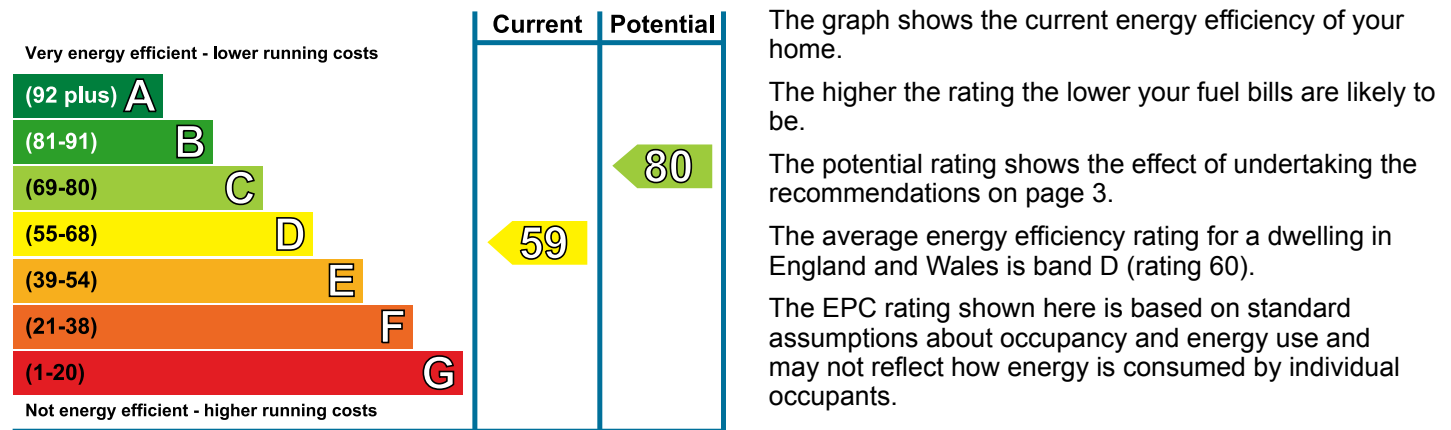 Current Potential
Very energy efficient - lower running costs
(92 plus) A
(81-91) B
(69-80) C
(55-68) D
(39-54) E
(21-38) F
(1-20) G
Not energy efficient - higher running costs
59
80
The graph shows the current energy efficiency of your
home.
The higher the rating the lower your fuel bills are likely to
be.
The potential rating shows the effect of undertaking the
recommendations on page 3.
The average energy efficiency rating for a dwelling in
England and Wales is band D (rating 60).
The EPC rating shown here is based on standard
assumptions about occupancy and energy use and
may not reflect how energy is consumed by individual
occupants.